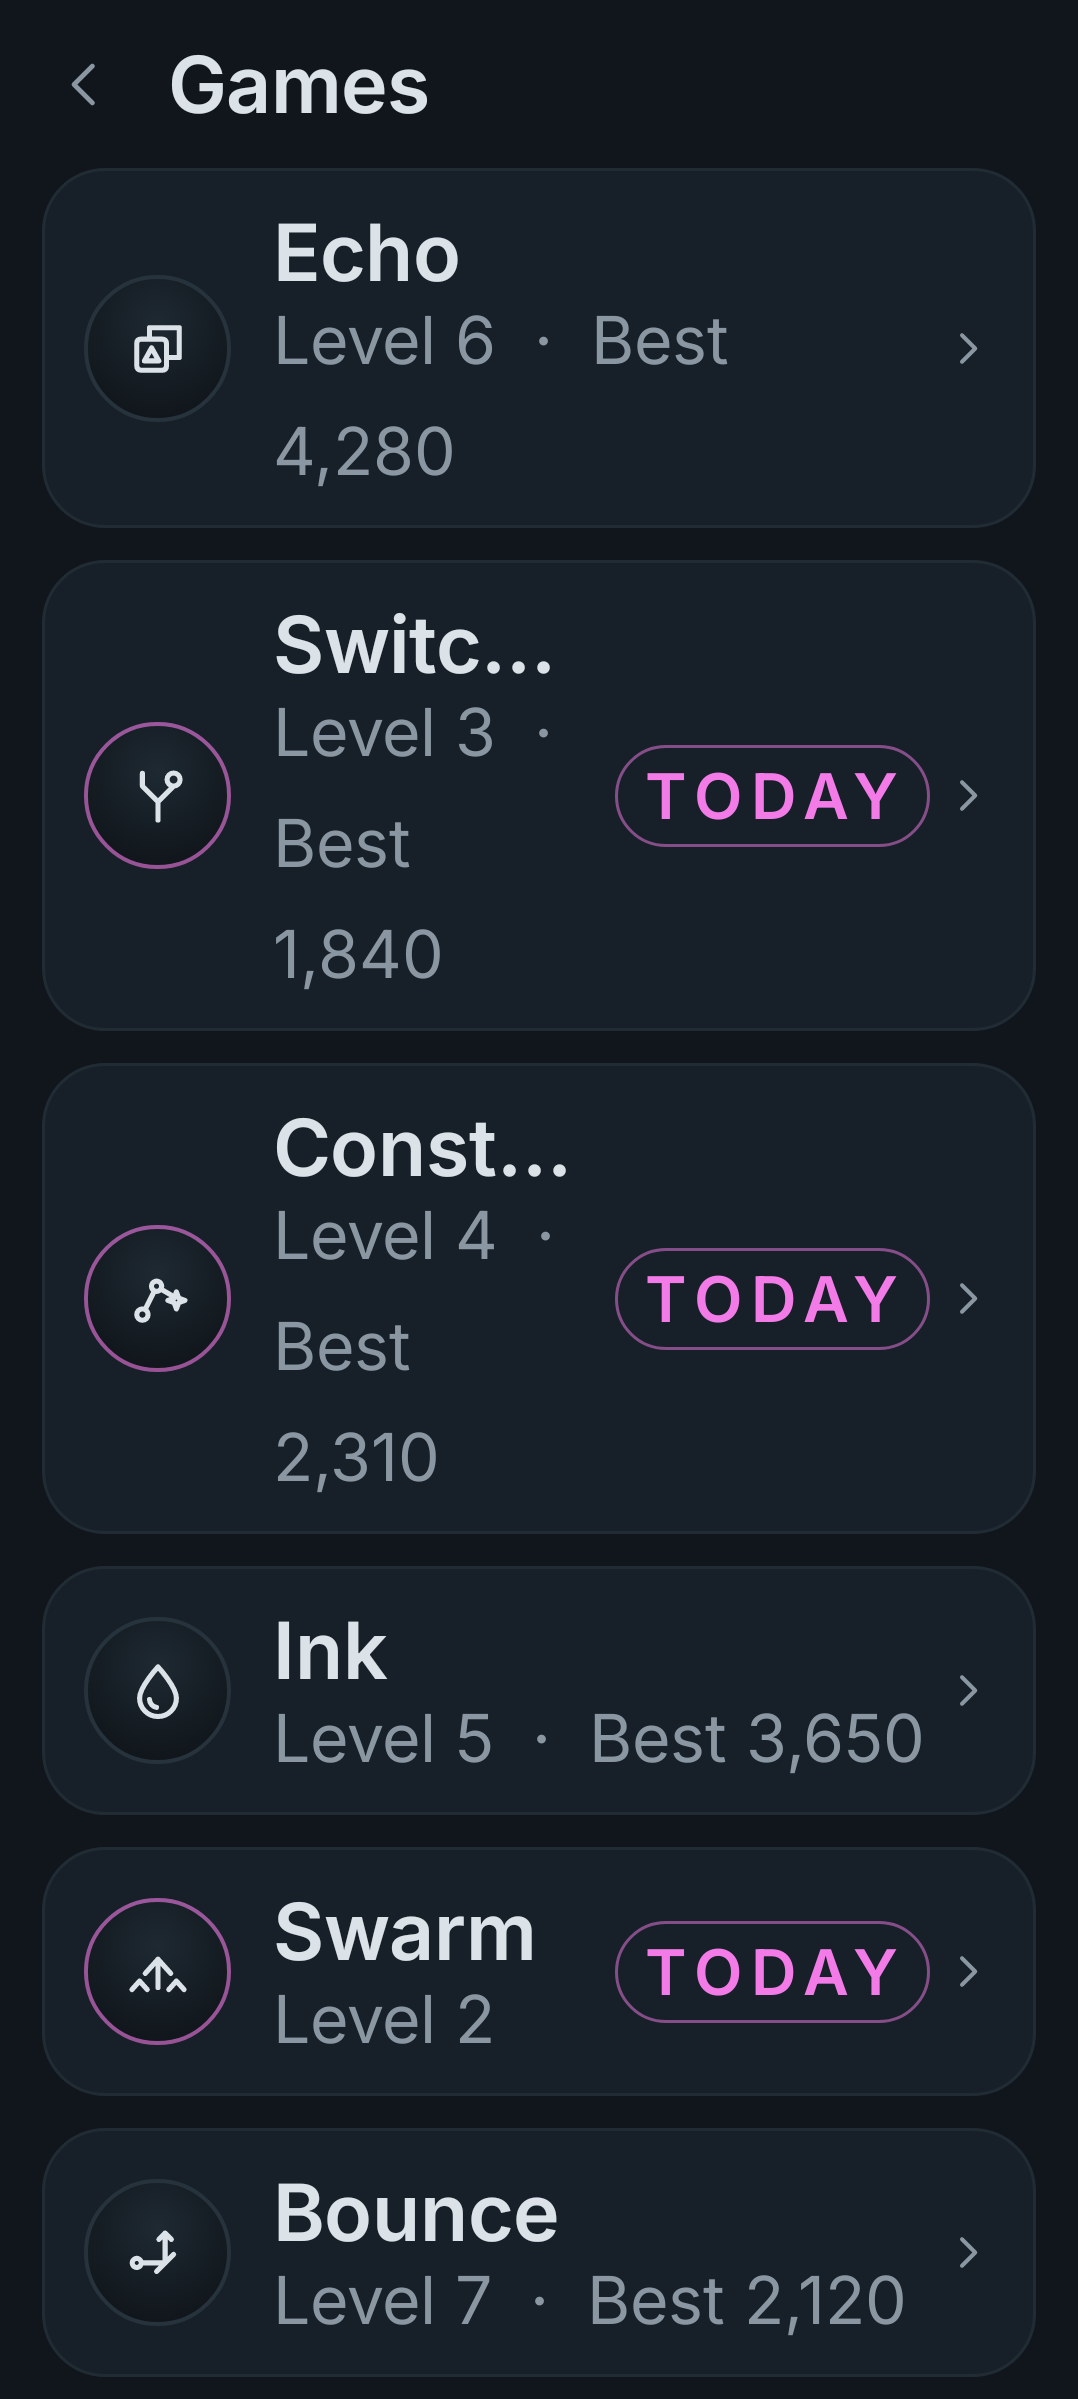 Games
Echo
Level 6 · Best
4,280
Switc...
Level 3 ·
Best
1,840
TODAY
Const...
Level 4 ·
Best
2,310
TODAY
Ink
Level 5 · Best 3,650
Swarm
Level 2
TODAY
Bounce
Level 7 · Best 2,120